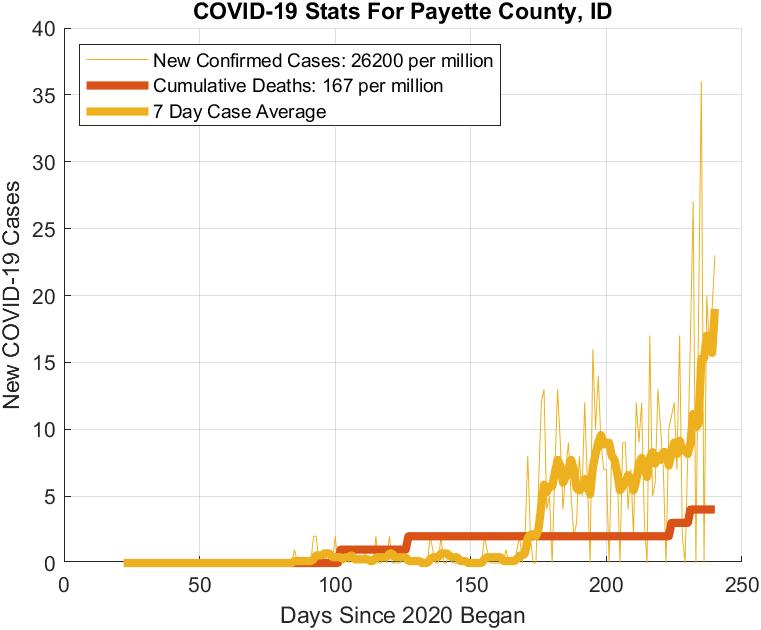 COVID-19 Stats For Payette County, ID
New Confirmed Cases: 26200 per million
Cumulative Deaths: 167 per million
7 Day Case Average
New COVID-19 Cases
40
35
30
25
20
15
10
5
0
0 50 100 150 200 250
Days Since 2020 Began